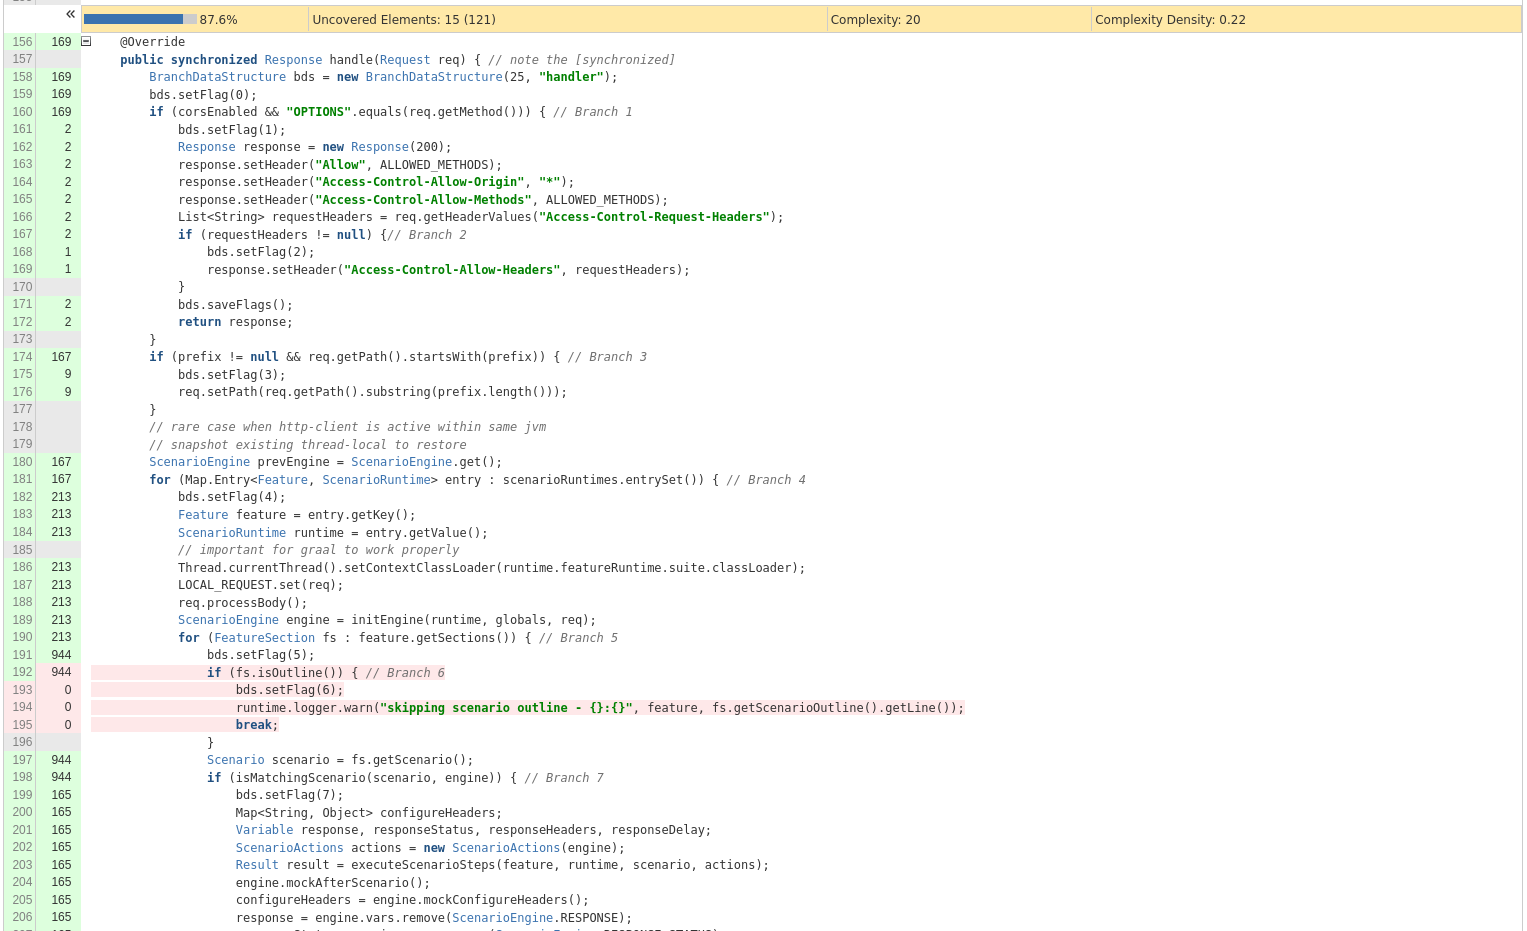 « 87.6% Uncovered Elements: 15 (121) Complexity: 20 Complexity Density: 0.22
156 169 @Override
157 public synchronized Response handle(Request req) { // note the [synchronized]
158 169 BranchDataStructure bds = new BranchDataStructure(25, "handler");
159 169 bds.setFlag(0);
160 169 if (corsEnabled && "OPTIONS".equals(req.getMethod())) { // Branch 1
161 2 bds.setFlag(1);
162 2 Response response = new Response(200);
163 2 response.setHeader("Allow", ALLOWED_METHODS);
164 2 response.setHeader("Access-Control-Allow-Origin", "*");
165 2 response.setHeader("Access-Control-Allow-Methods", ALLOWED_METHODS);
166 2 List<String> requestHeaders = req.getHeaderValues("Access-Control-Request-Headers");
167 2 if (requestHeaders != null) {// Branch 2
168 1 bds.setFlag(2);
169 1 response.setHeader("Access-Control-Allow-Headers", requestHeaders);
170 }
171 2 bds.saveFlags();
172 2 return response;
173 }
174 167 if (prefix != null && req.getPath().startsWith(prefix)) { // Branch 3
175 9 bds.setFlag(3);
176 9 req.setPath(req.getPath().substring(prefix.length()));
177 }
178 // rare case when http-client is active within same jvm
179 // snapshot existing thread-local to restore
180 167 ScenarioEngine prevEngine = ScenarioEngine.get();
181 167 for (Map.Entry<Feature, ScenarioRuntime> entry : scenarioRuntimes.entrySet()) { // Branch 4
182 213 bds.setFlag(4);
183 213 Feature feature = entry.getKey();
184 213 ScenarioRuntime runtime = entry.getValue();
185 // important for graal to work properly
186 213 Thread.currentThread().setContextClassLoader(runtime.featureRuntime.suite.classLoader);
187 213 LOCAL_REQUEST.set(req);
188 213 req.processBody();
189 213 ScenarioEngine engine = initEngine(runtime, globals, req);
190 213 for (FeatureSection fs : feature.getSections()) { // Branch 5
191 944 bds.setFlag(5);
192 944 if (fs.isOutline()) { // Branch 6
193 0 bds.setFlag(6);
194 0 runtime.logger.warn("skipping scenario outline - {}:{}", feature, fs.getScenarioOutline().getLine());
195 0 break;
196 }
197 944 Scenario scenario = fs.getScenario();
198 944 if (isMatchingScenario(scenario, engine)) { // Branch 7
199 165 bds.setFlag(7);
200 165 Map<String, Object> configureHeaders;
201 165 Variable response, responseStatus, responseHeaders, responseDelay;
202 165 ScenarioActions actions = new ScenarioActions(engine);
203 165 Result result = executeScenarioSteps(feature, runtime, scenario, actions);
204 165 engine.mockAfterScenario();
205 165 configureHeaders = engine.mockConfigureHeaders();
206 165 response = engine.vars.remove(ScenarioEngine.RESPONSE);